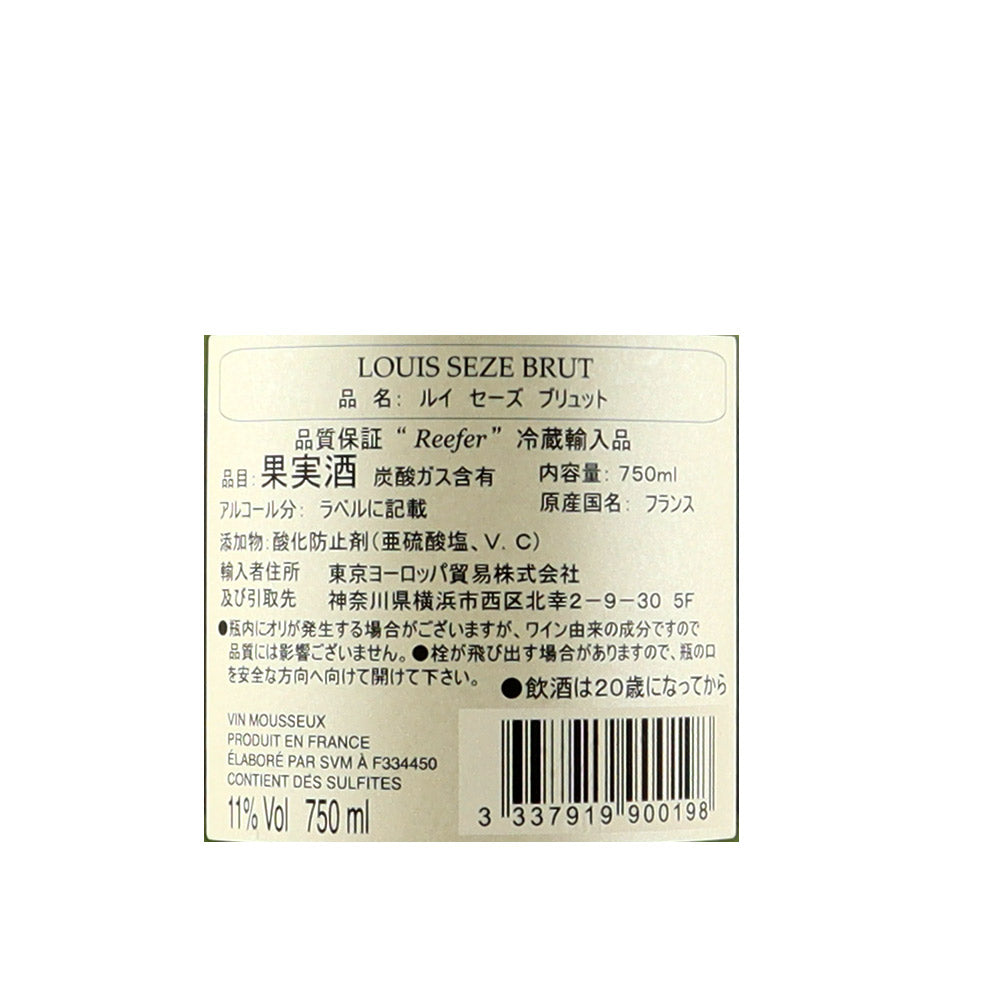 LOUIS SEZE BRUT
品 名: ルイ セーズ ブリュット
品質保証 “Reefer” 冷蔵輸入品
品目:果実酒 炭酸ガス含有 内容量: 750ml
アルコール分: ラベルに記載 原産国名: フランス
添加物:酸化防止剤(亜硫酸塩、V. C)
輸入者住所 東京ヨーロッパ貿易株式会社
及び引取先 神奈川県横浜市西区北幸2-9-30 5F
●瓶内にオリが発生する場合がございますが、ワイン由来の成分ですので
品質には影響ございません。●栓が飛び出す場合がありますので、瓶の口
を安全な方向へ向けて開けて下さい。
●飲酒は20歳になってから
VIN MOUSSEUX
PRODUIT EN FRANCE
ÉLABORÉ PAR SVM À F334450
CONTIENT DES SULFITES
11% Vol 750 ml
3 337919 900198